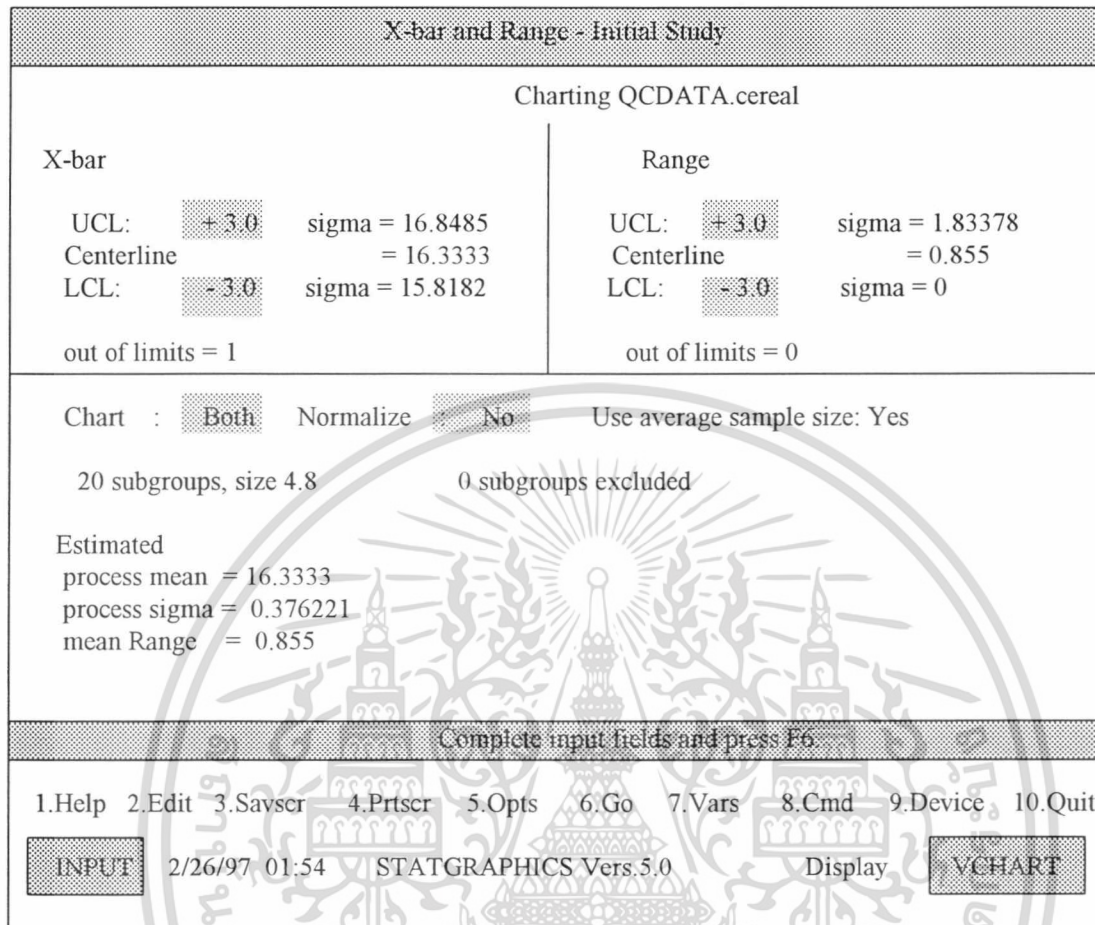 X-bar and Range - Initial Study
Charting QCDATA.cereal
X-bar
UCL: + 3.0 sigma = 16.8485
Centerline = 16.3333
LCL: - 3.0 sigma = 15.8182
out of limits = 1
Range
UCL: + 3.0 sigma = 1.83378
Centerline = 0.855
LCL: - 3.0 sigma = 0
out of limits = 0
Chart : Both Normalize : No Use average sample size: Yes
20 subgroups, size 4.8 0 subgroups excluded
Estimated
process mean = 16.3333
process sigma = 0.376221
mean Range = 0.855
Complete input fields and press F6.
1.Help 2.Edit 3.Savscr 4.Prtscr 5.Opts 6.Go 7.Vars 8.Cmd 9.Device 10.Quit
INPUT 2/26/97 01:54 STATGRAPHICS Vers.5.0 Display VCHART